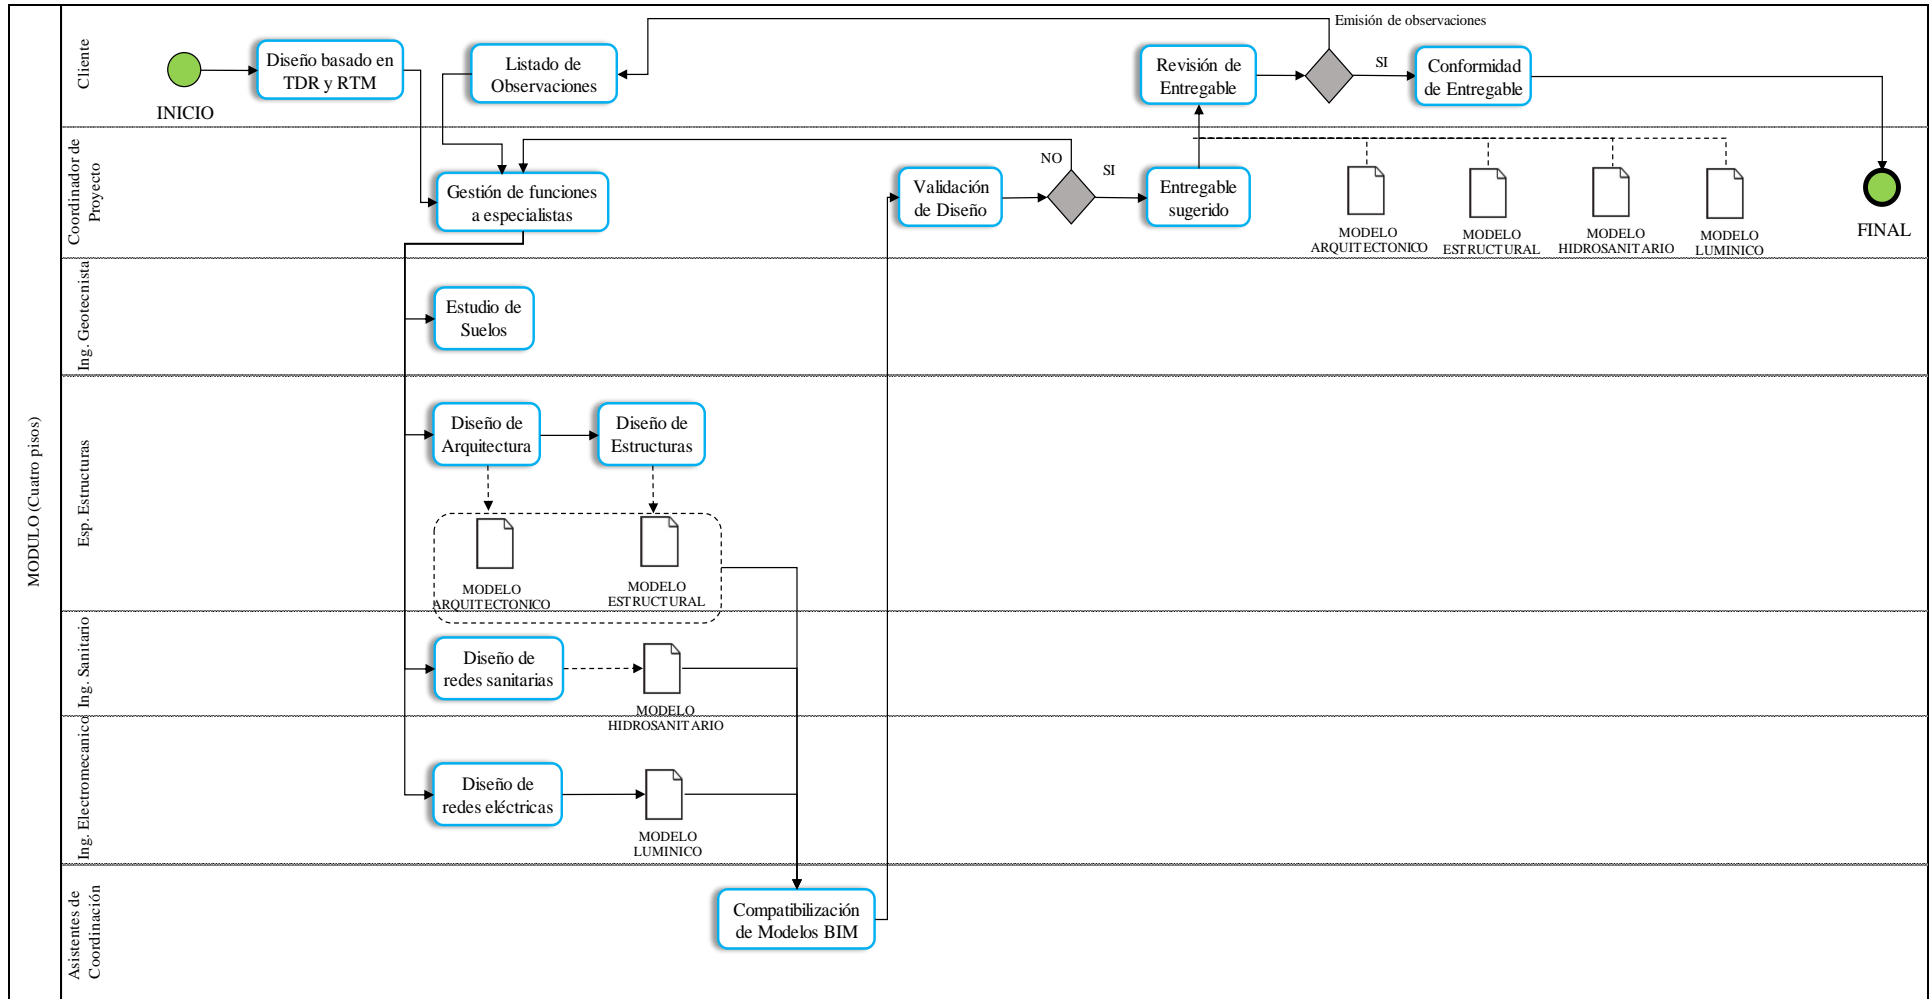 MODULO (Cuatro pisos)
Cliente
INICIO
Diseño basado en
TDR y RTM
Listado de
Observaciones
Revisión de
Entregable
Emisión de observaciones
SI
Conformidad
de Entregable
Coordinador de
Proyecto
Gestión de funciones
a especialistas
Validación
de Diseño
NO
SI
Entregable
sugerido
MODELO
ARQUITECTONICO
MODELO
ESTRUCTURAL
MODELO
HIDROSANITARIO
MODELO
LUMINICO
FINAL
Ing. Geotecnista
Estudio de
Suelos
Esp. Estructuras
Diseño de
Arquitectura
Diseño de
Estructuras
MODELO
ARQUITECTONICO
MODELO
ESTRUCTURAL
Ing. Sanitario
Diseño de
redes sanitarias
MODELO
HIDROSANITARIO
Ing. Electromecanico
Diseño de
redes eléctricas
MODELO
LUMINICO
Asistentes de
Coordinación
Compatibilización
de Modelos BIM